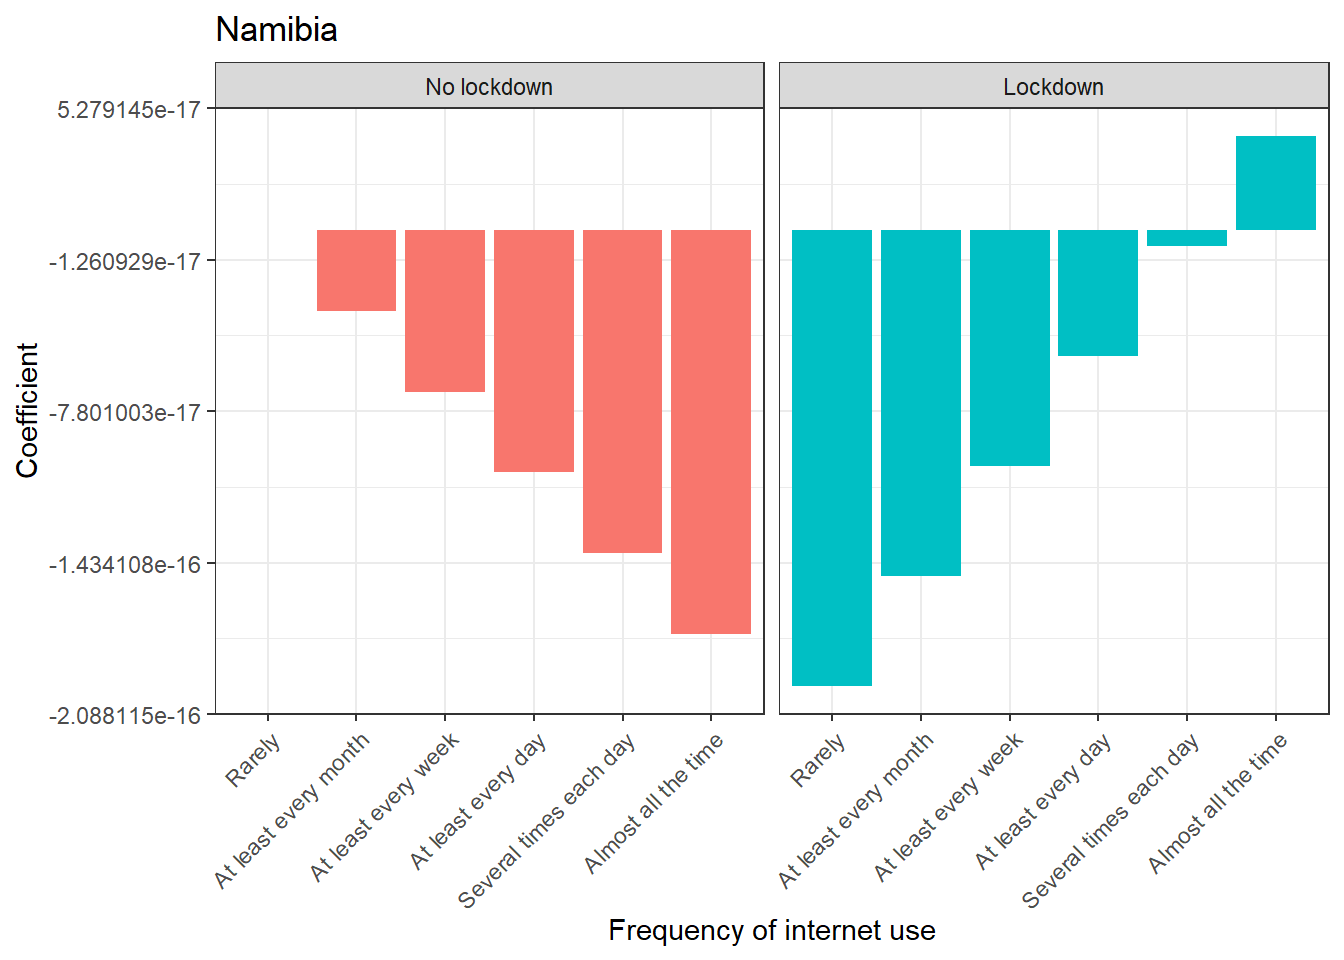 Namibia
No lockdown
Lockdown
5.279145e-17
-1.260929e-17
-7.801003e-17
-1.434108e-16
-2.088115e-16
Coefficient
Rarely
At least every month
At least every week
At least every day
Several times each day
Almost all the time
Rarely
At least every month
At least every week
At least every day
Several times each day
Almost all the time
Frequency of internet use